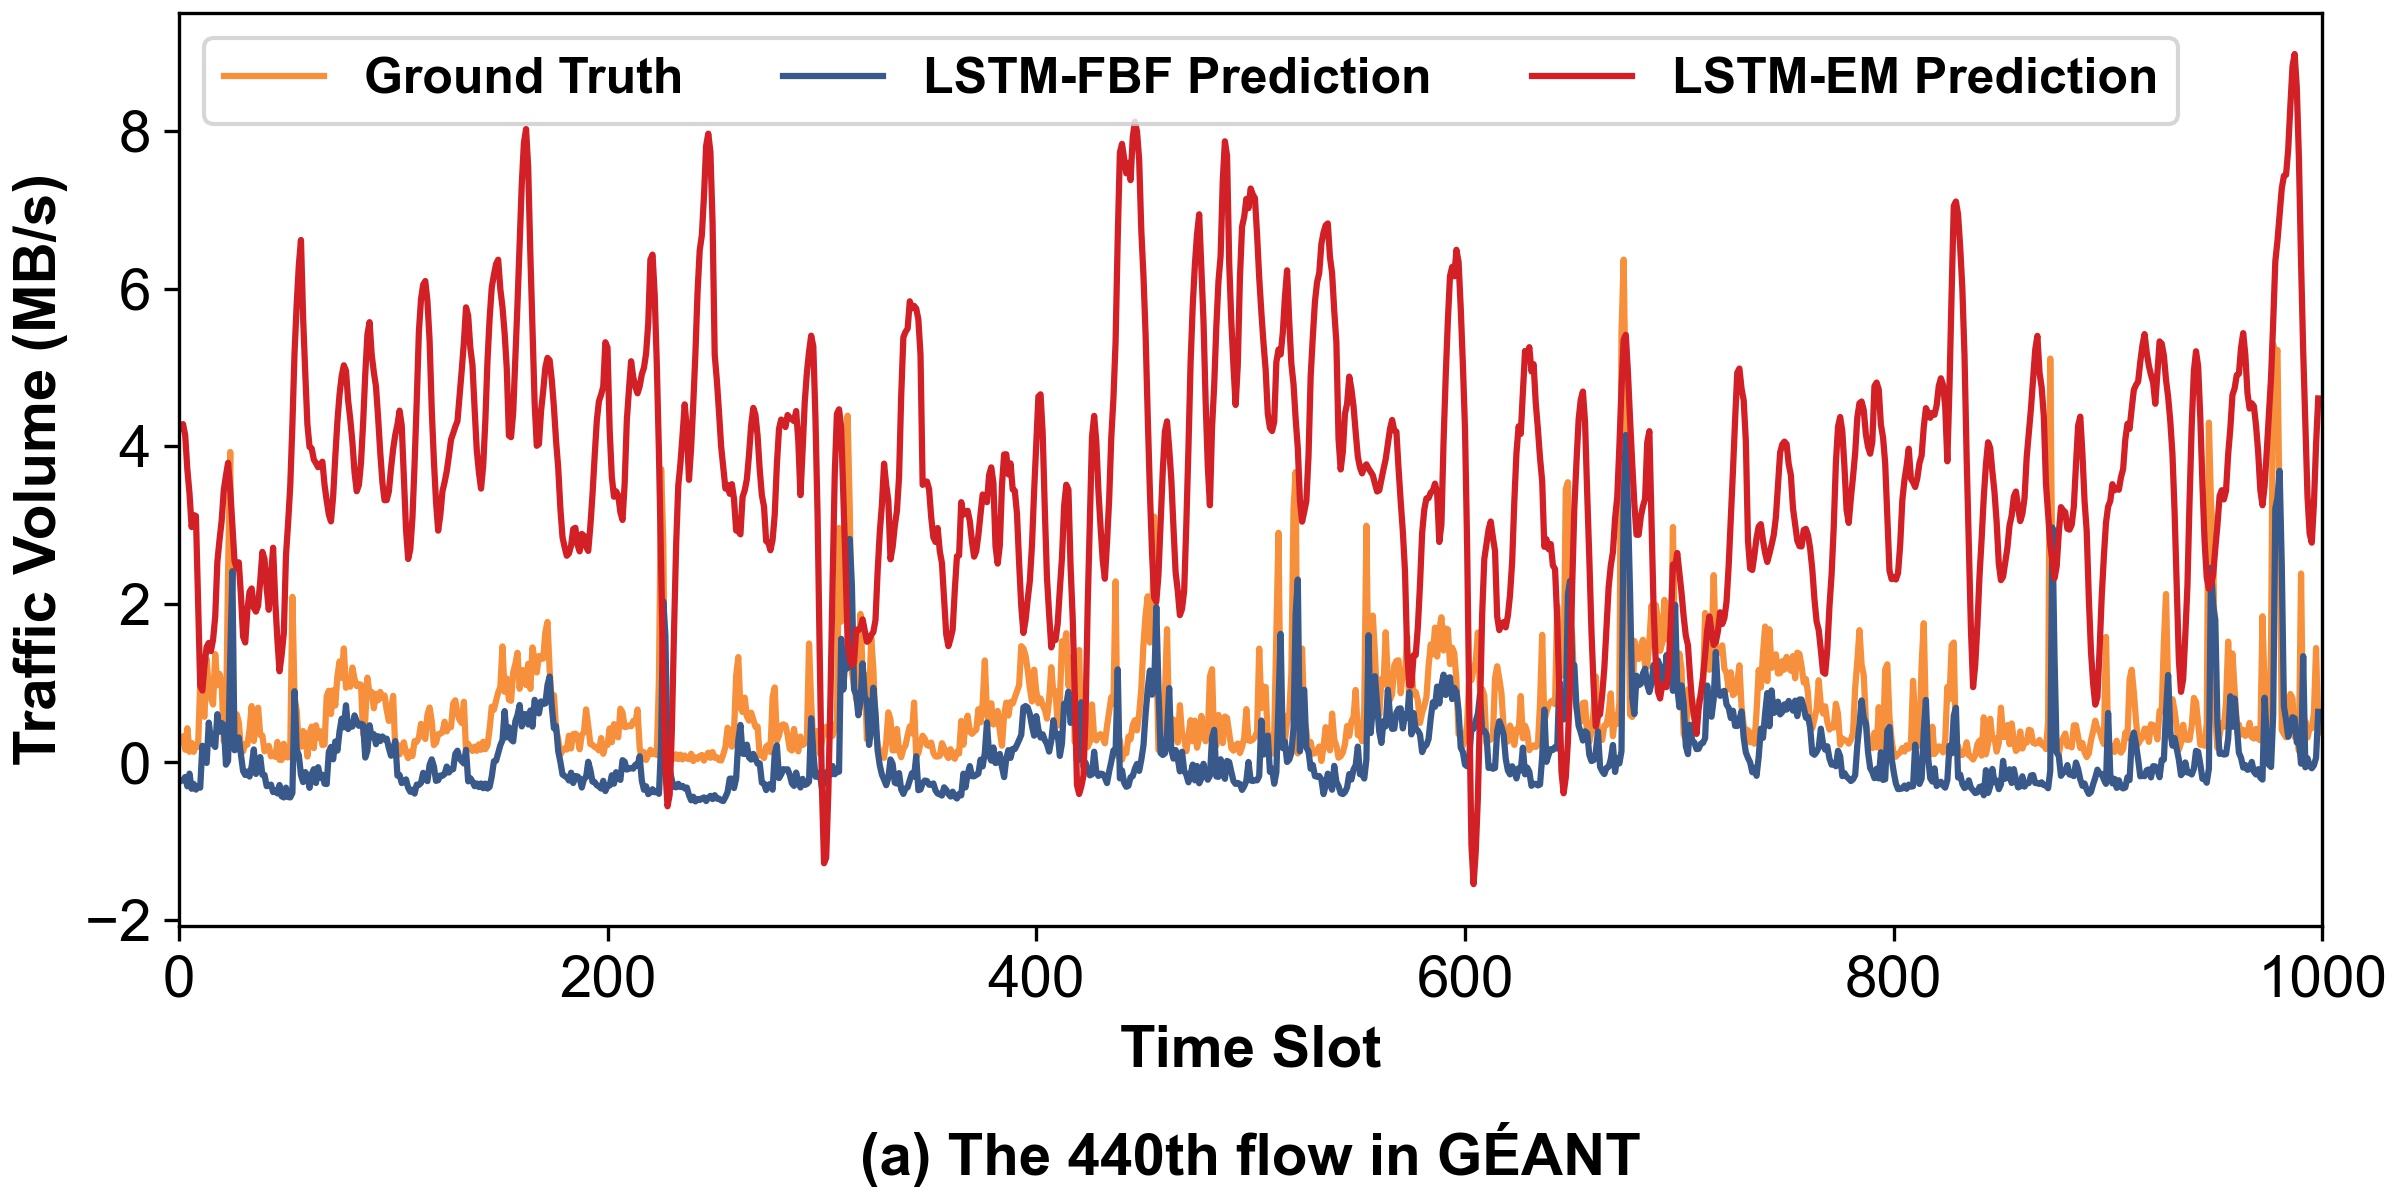 Ground Truth LSTM-FBF Prediction LSTM-EM Prediction
Traffic Volume (MB/s)
8
6
4
2
0
−2
0 200 400 600 800 1000
Time Slot
(a) The 440th flow in GÉANT